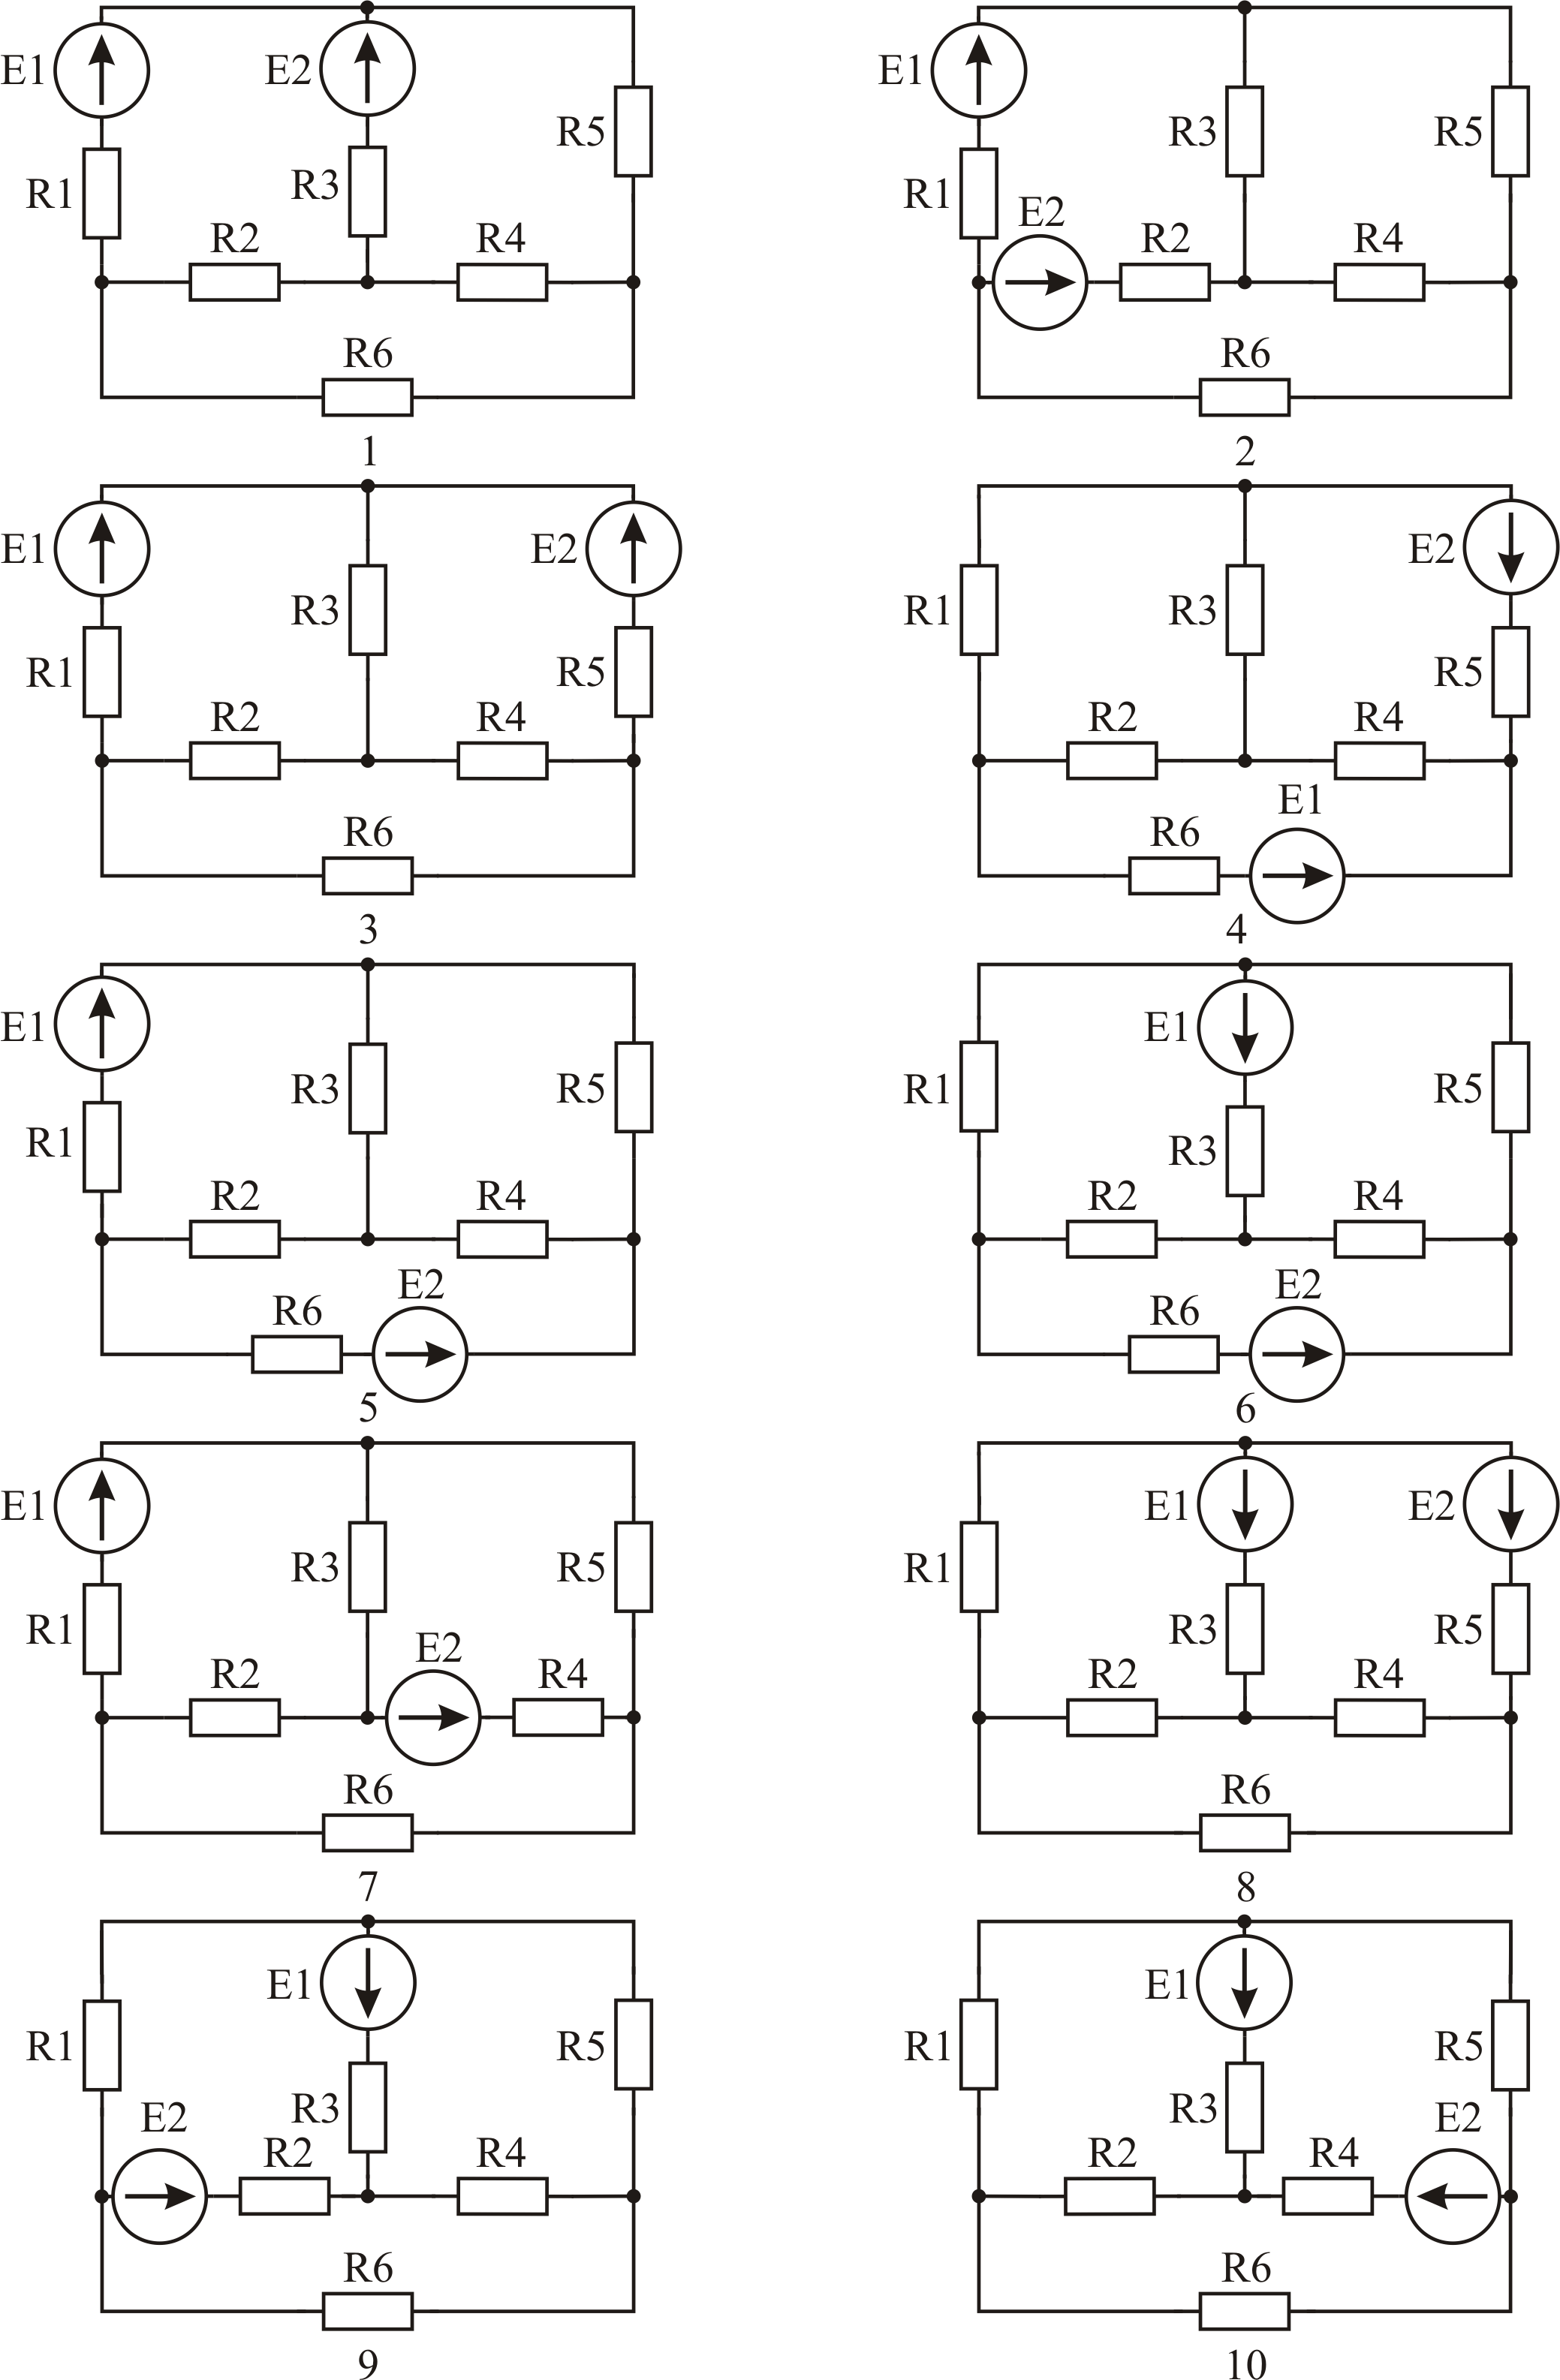 E1 E2 R5
R1 R3
R2 R4
R6
1
E1 R3 R5
R1 E2 R2 R4
R6
2
E1 E2
R3
R1 R5
R2 R4
R6
3
E2
R1 R3 R5
R2 R4
E1
R6
4
E1
R3 R5
R1
R2 R4
E2
R6
5
E1
R1 R5
R3
R2 R4
E2
R6
6
E1
R3 R5
R1 E2
R2 R4
R6
7
E1 E2
R1
R3 R5
R2 R4
R6
8
E1
R1 R5
E2 R3
R2 R4
R6
9
E1
R1 R5
R3 E2
R2 R4
R6
10